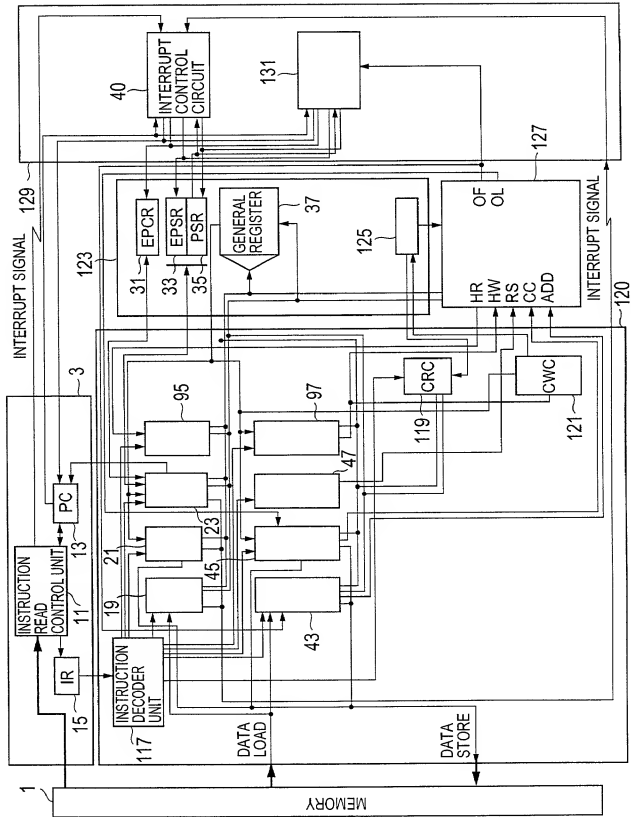 129
INTERRUPT SIGNAL
40
INTERRUPT
CONTROL
CIRCUIT
131
3
123
EPCR
31
EPSR
33
PSR
35
GENERAL
REGISTER
37
125
127
OF
OL
HR
HW
RS
CC
ADD
INTERRUPT SIGNAL
120
INSTRUCTION
READ
CONTROL UNIT
11
PC
13
IR
15
95
97
23
47
21
45
19
43
CRC
119
CWC
121
INSTRUCTION
DECODER
UNIT
117
DATA
LOAD
DATA
STORE
1
MEMORY